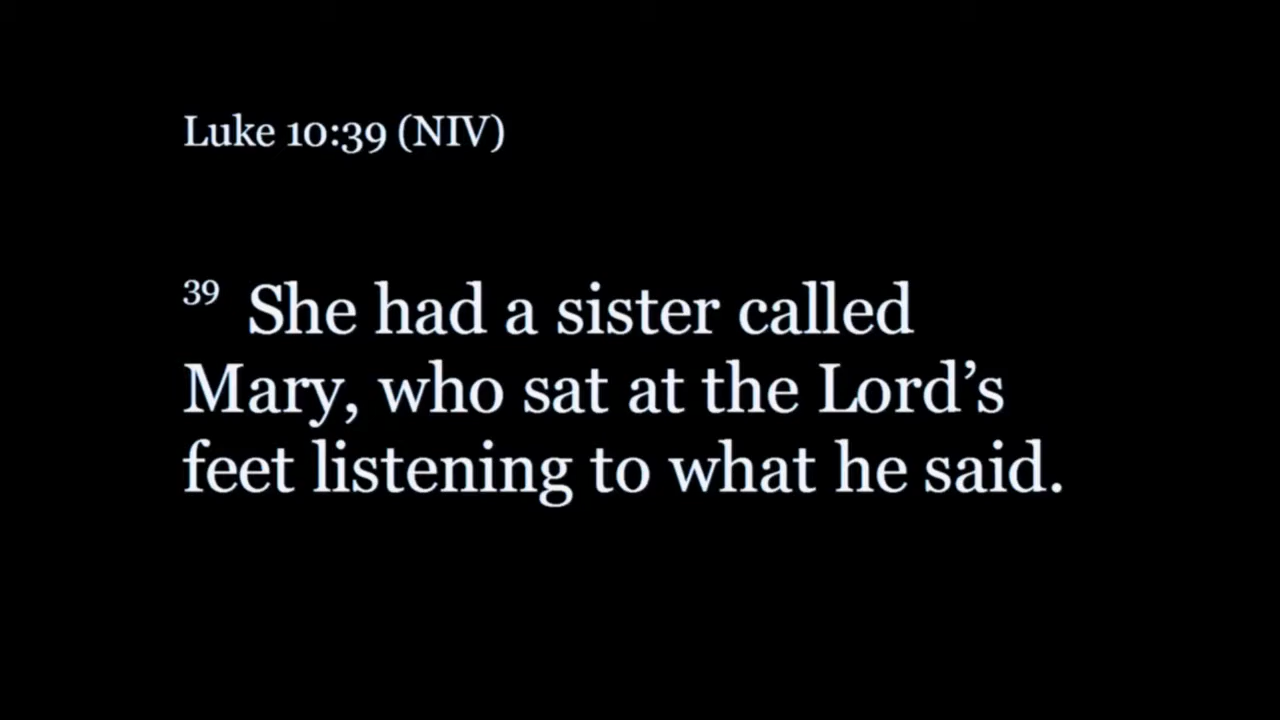 Luke 10:39 (NIV)
39 She had a sister called
Mary, who sat at the Lord’s
feet listening to what he said.